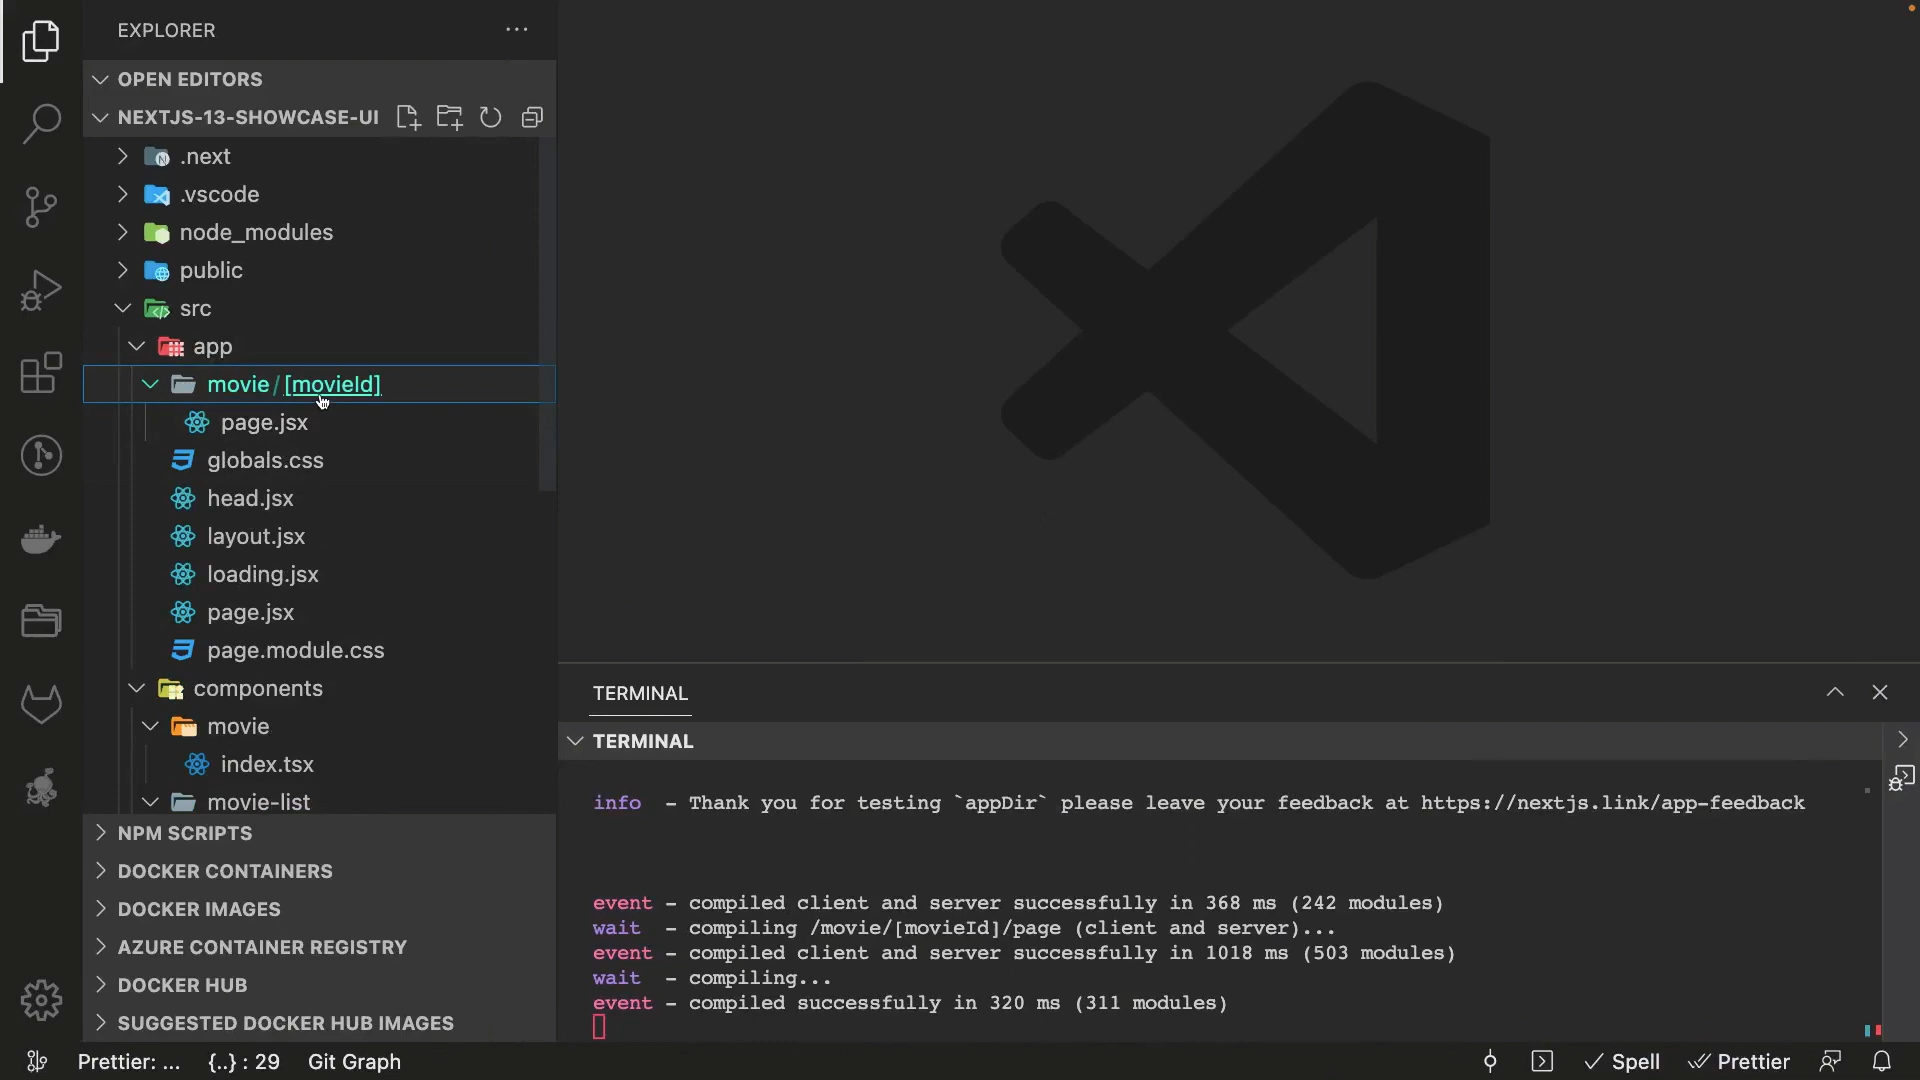 EXPLORER
OPEN EDITORS
NEXTJS-13-SHOWCASE-UI
.next
.vscode
node_modules
public
src
app
movie/[movieId]
page.jsx
globals.css
head.jsx
layout.jsx
loading.jsx
page.jsx
page.module.css
components
movie
index.tsx
movie-list
NPM SCRIPTS
DOCKER CONTAINERS
DOCKER IMAGES
AZURE CONTAINER REGISTRY
DOCKER HUB
SUGGESTED DOCKER HUB IMAGES
TERMINAL
TERMINAL
info - Thank you for testing `appDir` please leave your feedback at https://nextjs.link/app-feedback
event - compiled client and server successfully in 368 ms (242 modules)
wait - compiling /movie/[movieId]/page (client and server)...
event - compiled client and server successfully in 1018 ms (503 modules)
wait - compiling...
event - compiled successfully in 320 ms (311 modules)
Prettier: ... {..} : 29 Git Graph Spell Prettier